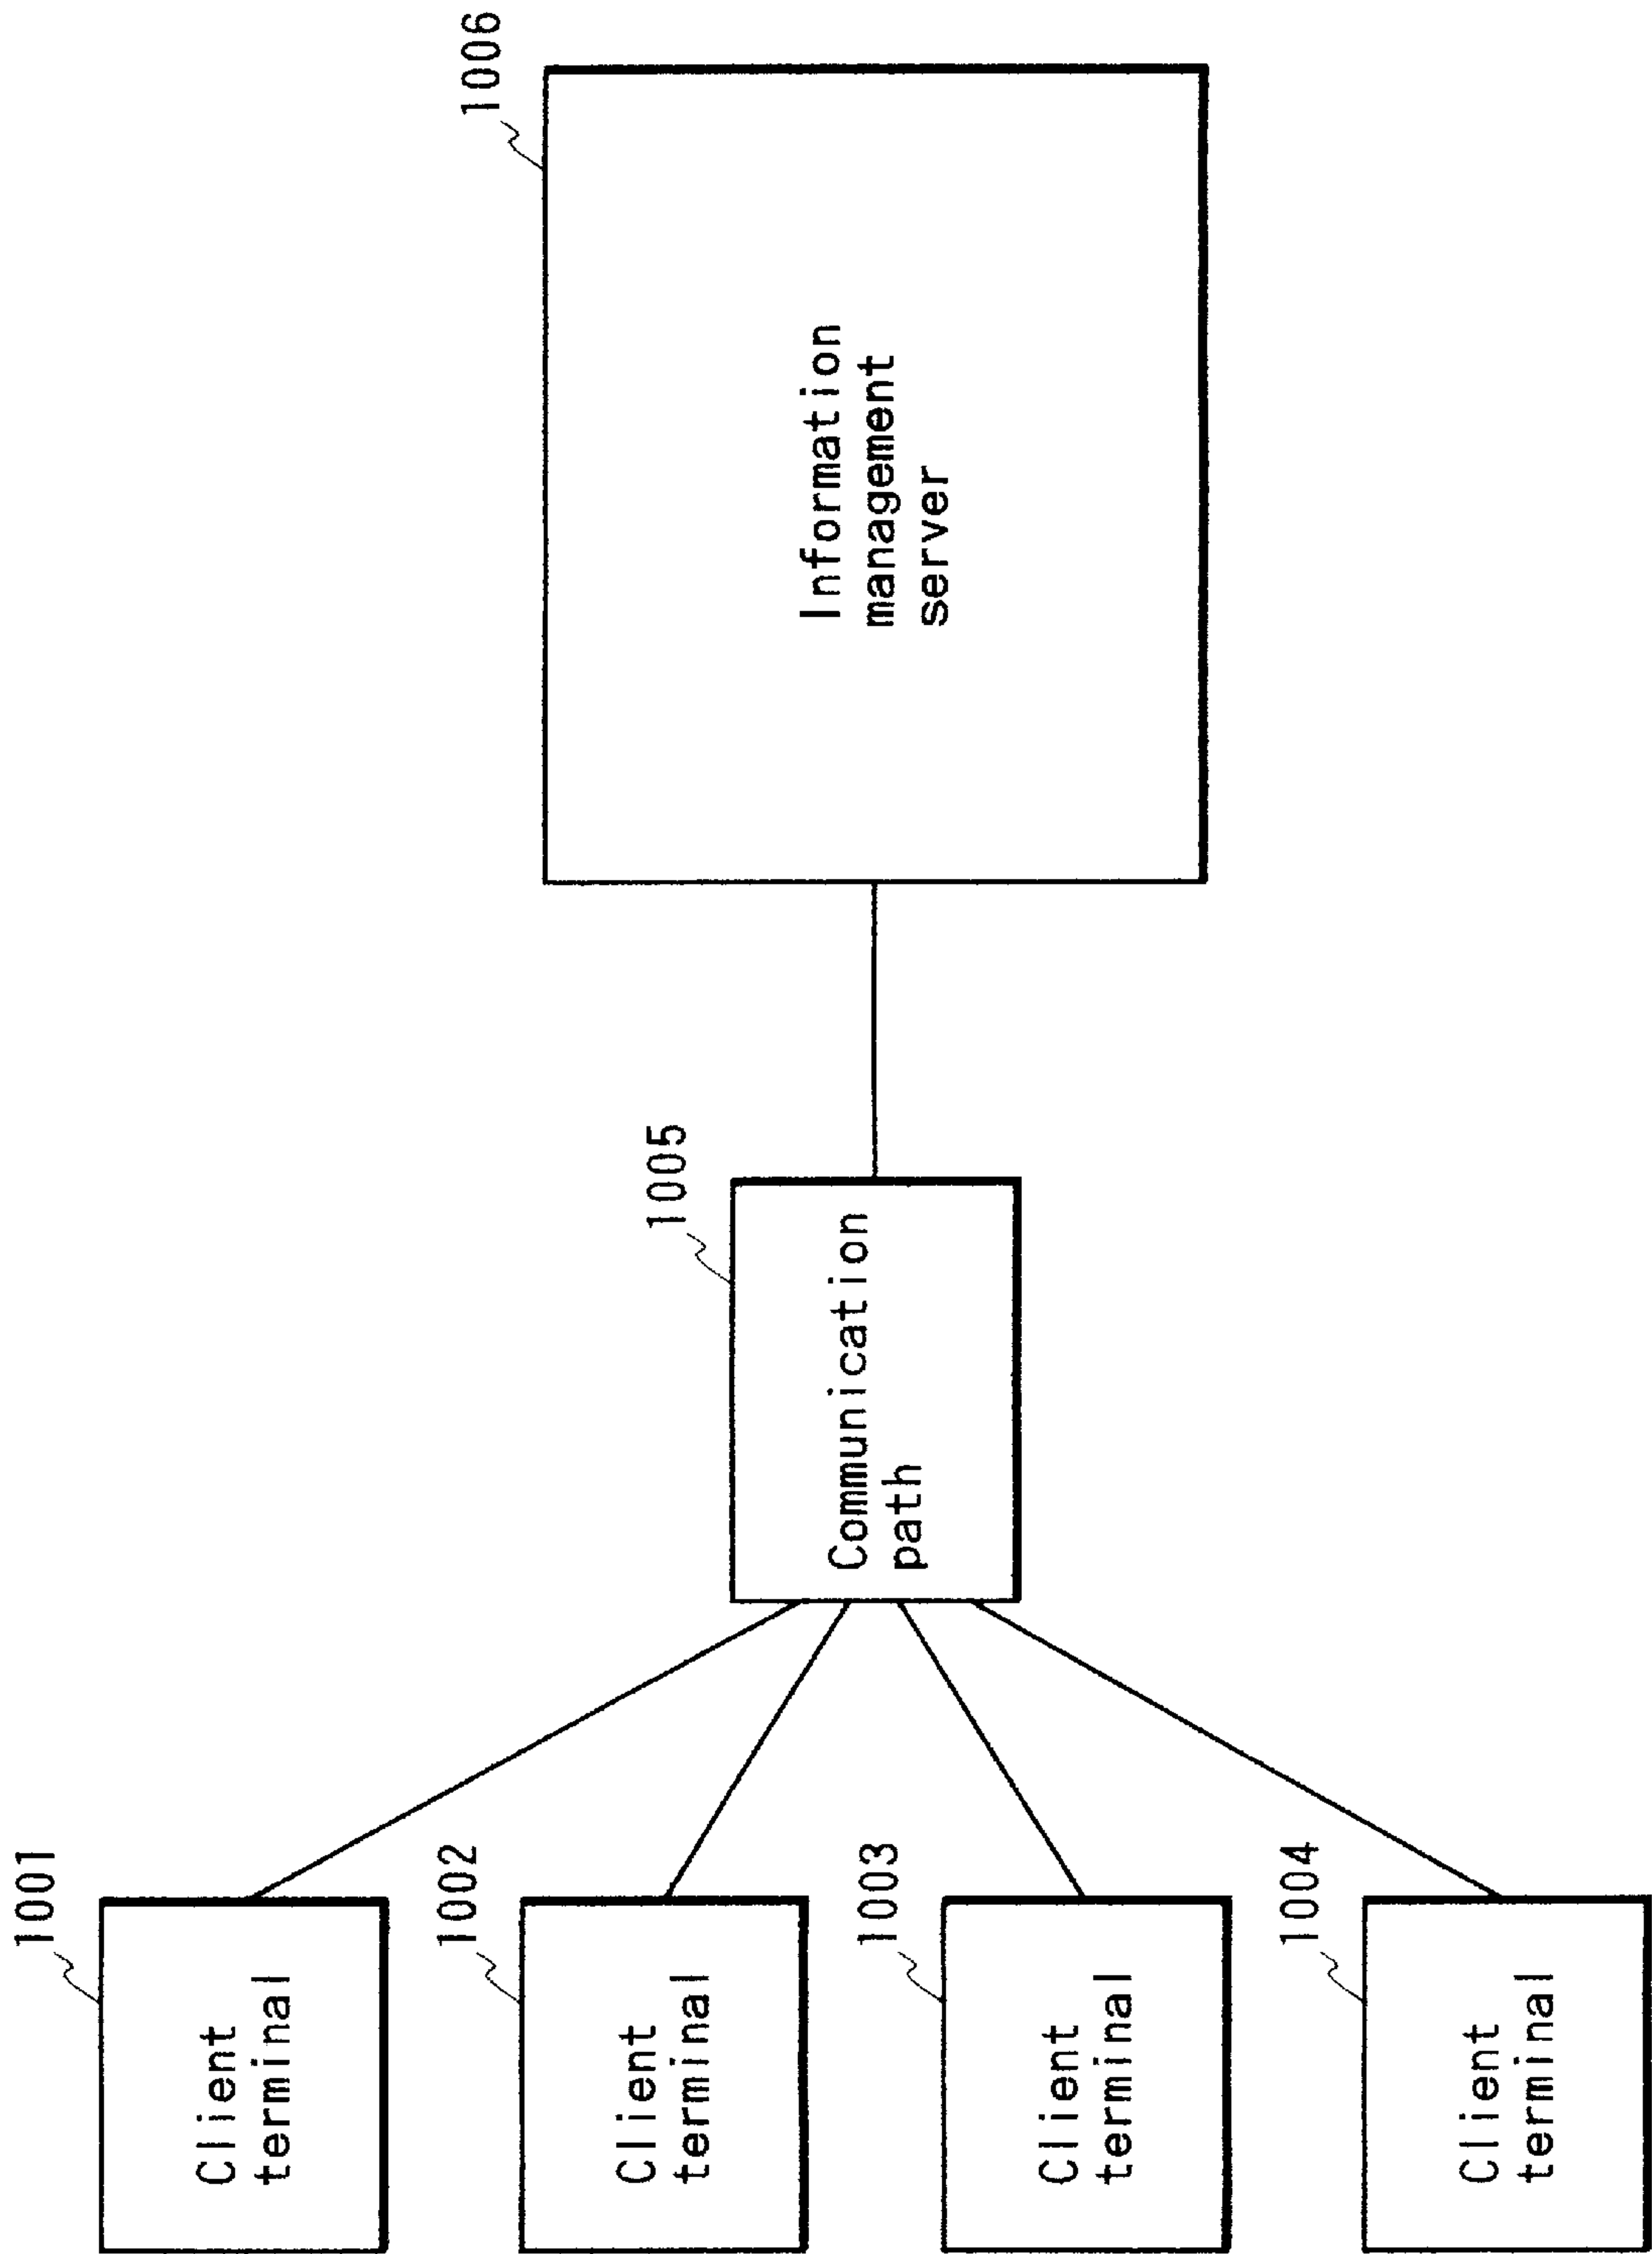 1001
Client
terminal
1002
Client
terminal
1003
Client
terminal
1004
Client
terminal
1005
Communication
path
1006
Information
management
server